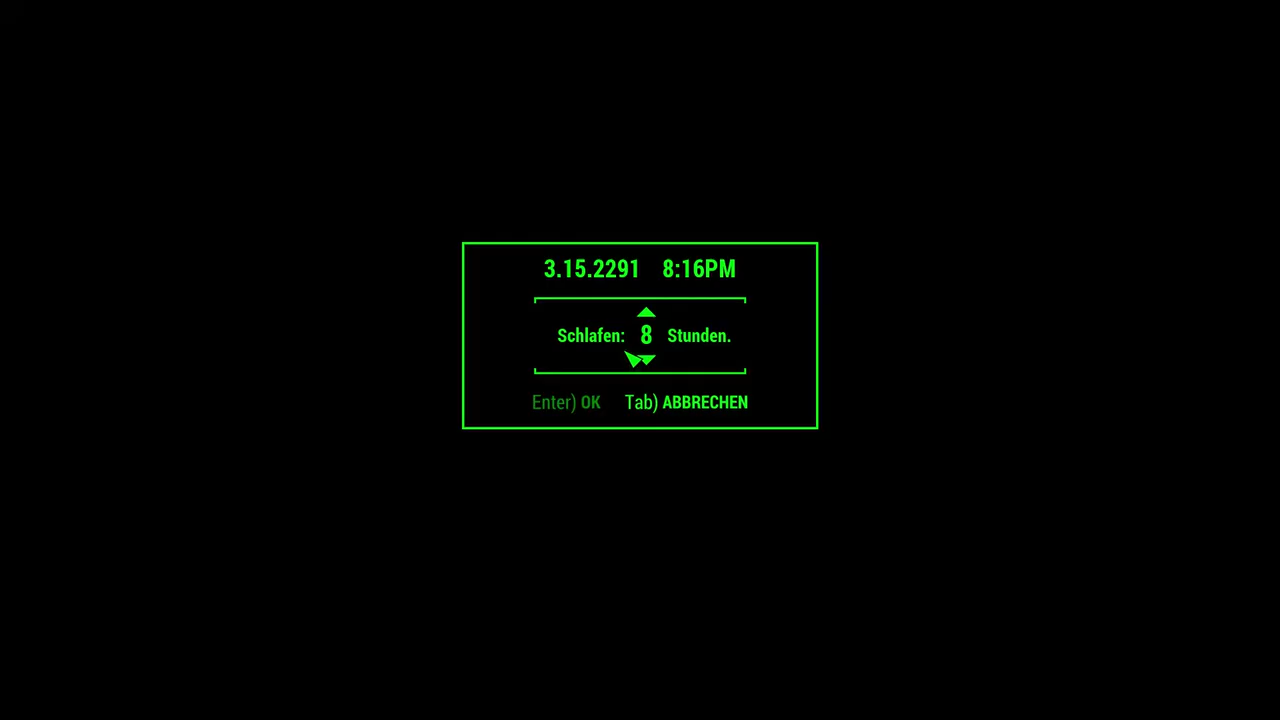 3.15.2291 8:16PM
Schlafen: 8 Stunden.
Enter) OK Tab) ABBRECHEN